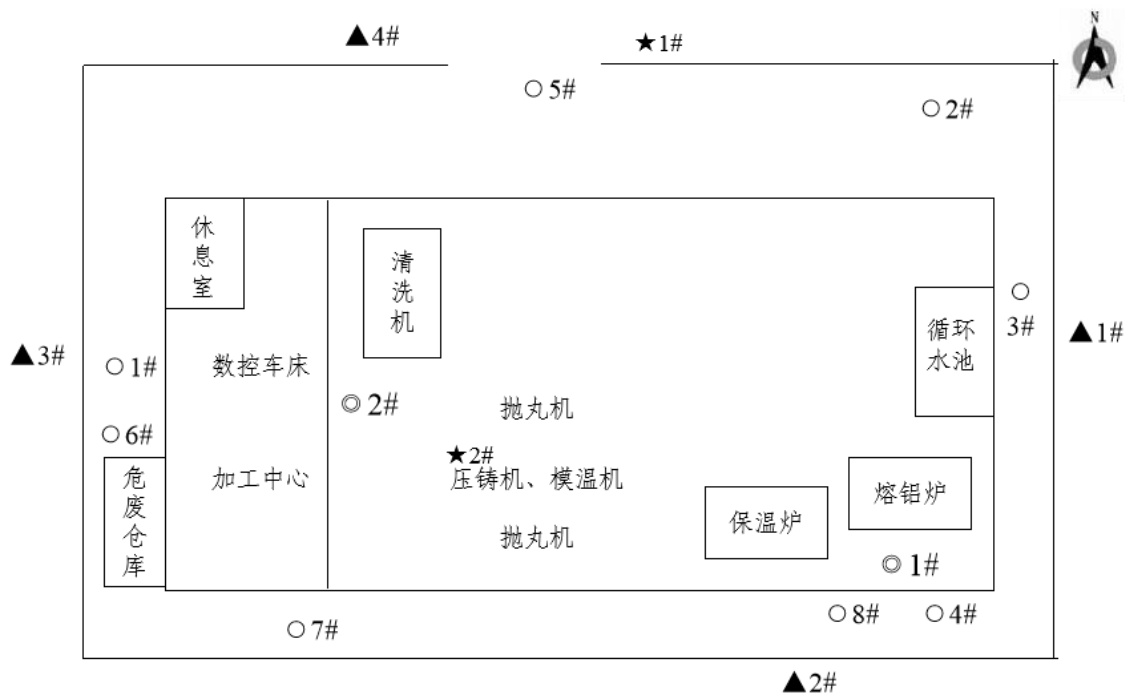 N
▲4#
★1#
○5#
○2#
休息室
清洗机
循环
水池
○
3#
▲1#
▲3#
○1#
数控车床
◎2#
抛丸机
○6#
★2#
危废仓库
加工中心
压铸机、模温机
熔铝炉
保温炉
抛丸机
◎1#
○7#
○8#
○4#
▲2#